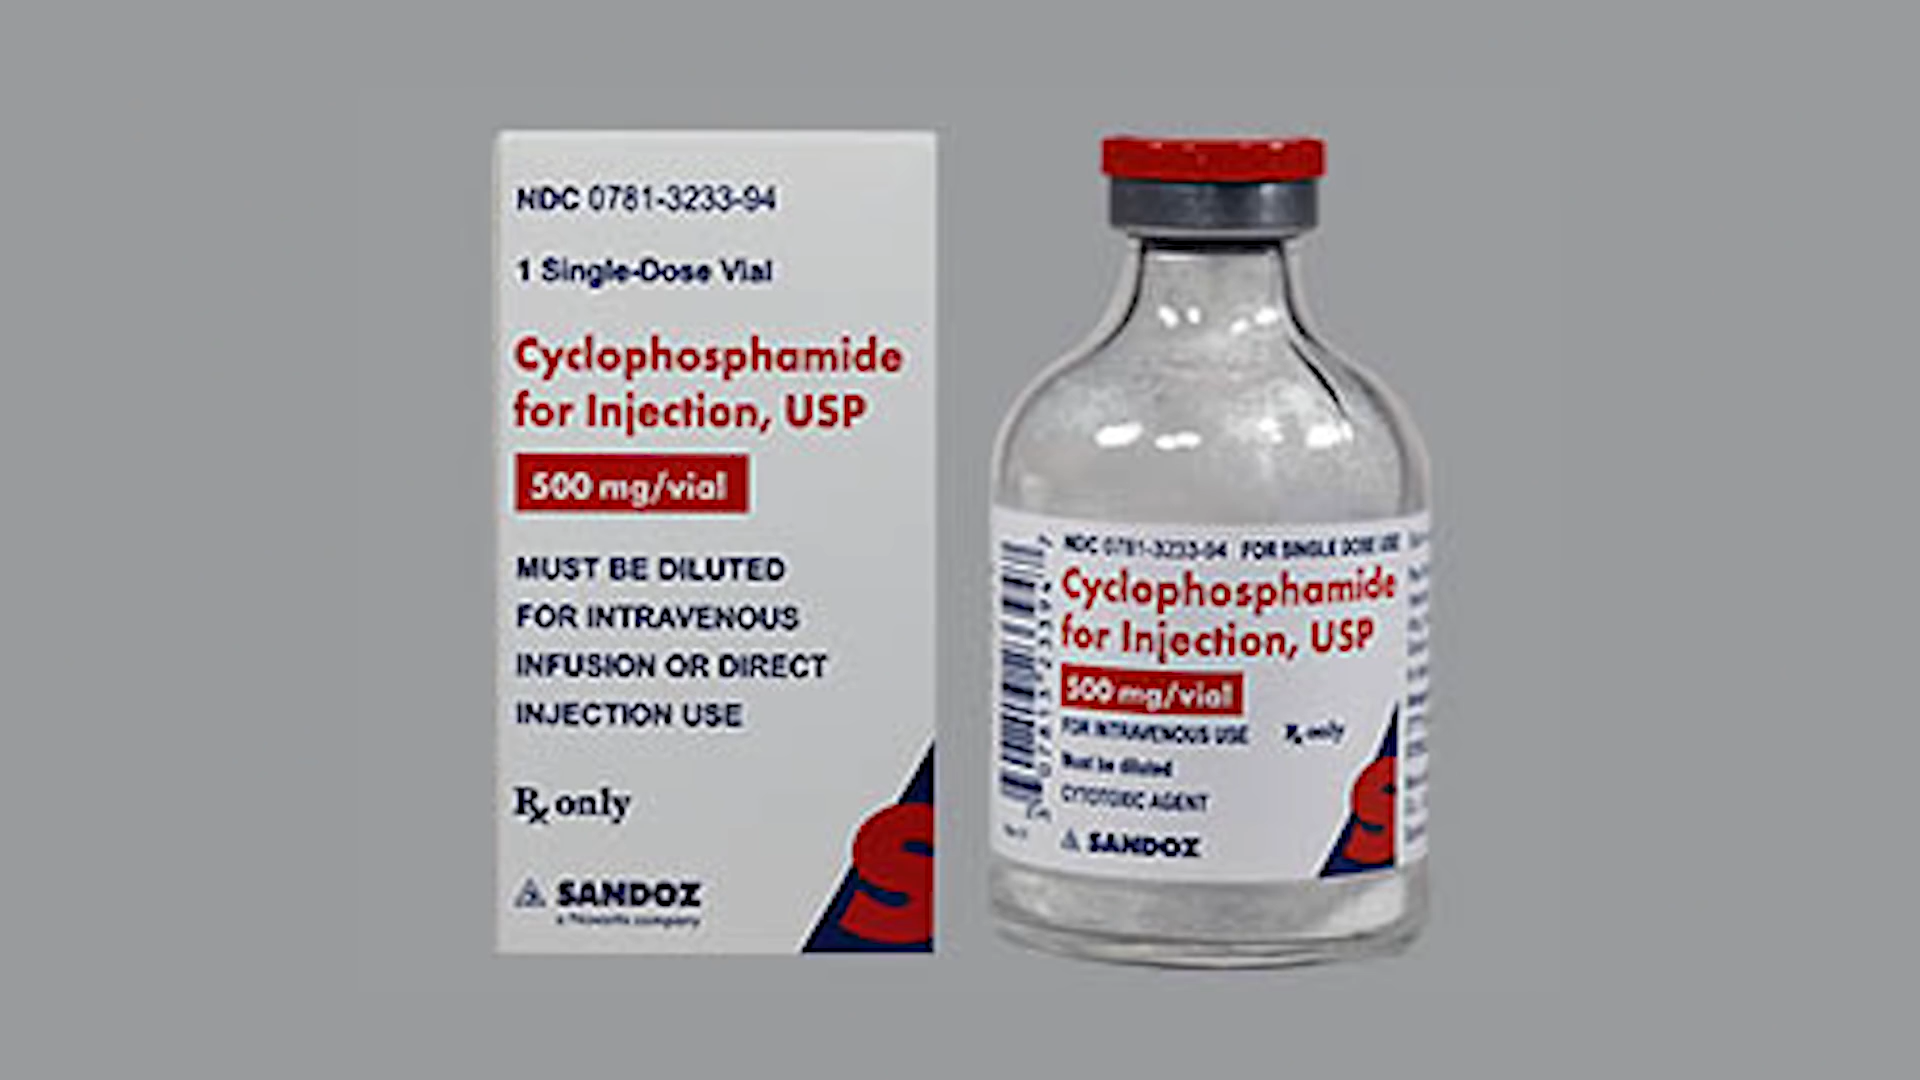 NDC 0781-3233-94
1 Single-Dose Vial
Cyclophosphamide
for Injection, USP
500 mg/vial
MUST BE DILUTED
FOR INTRAVENOUS
INFUSION OR DIRECT
INJECTION USE
Rx only
SANDOZ
a Novartis company
NDC 0781-3233-94 FOR SINGLE DOSE USE
Cyclophosphamide
for Injection, USP
500 mg/vial
FOR INTRAVENOUS USE Rx only
Must be diluted
CYTOTOXIC AGENT
SANDOZ